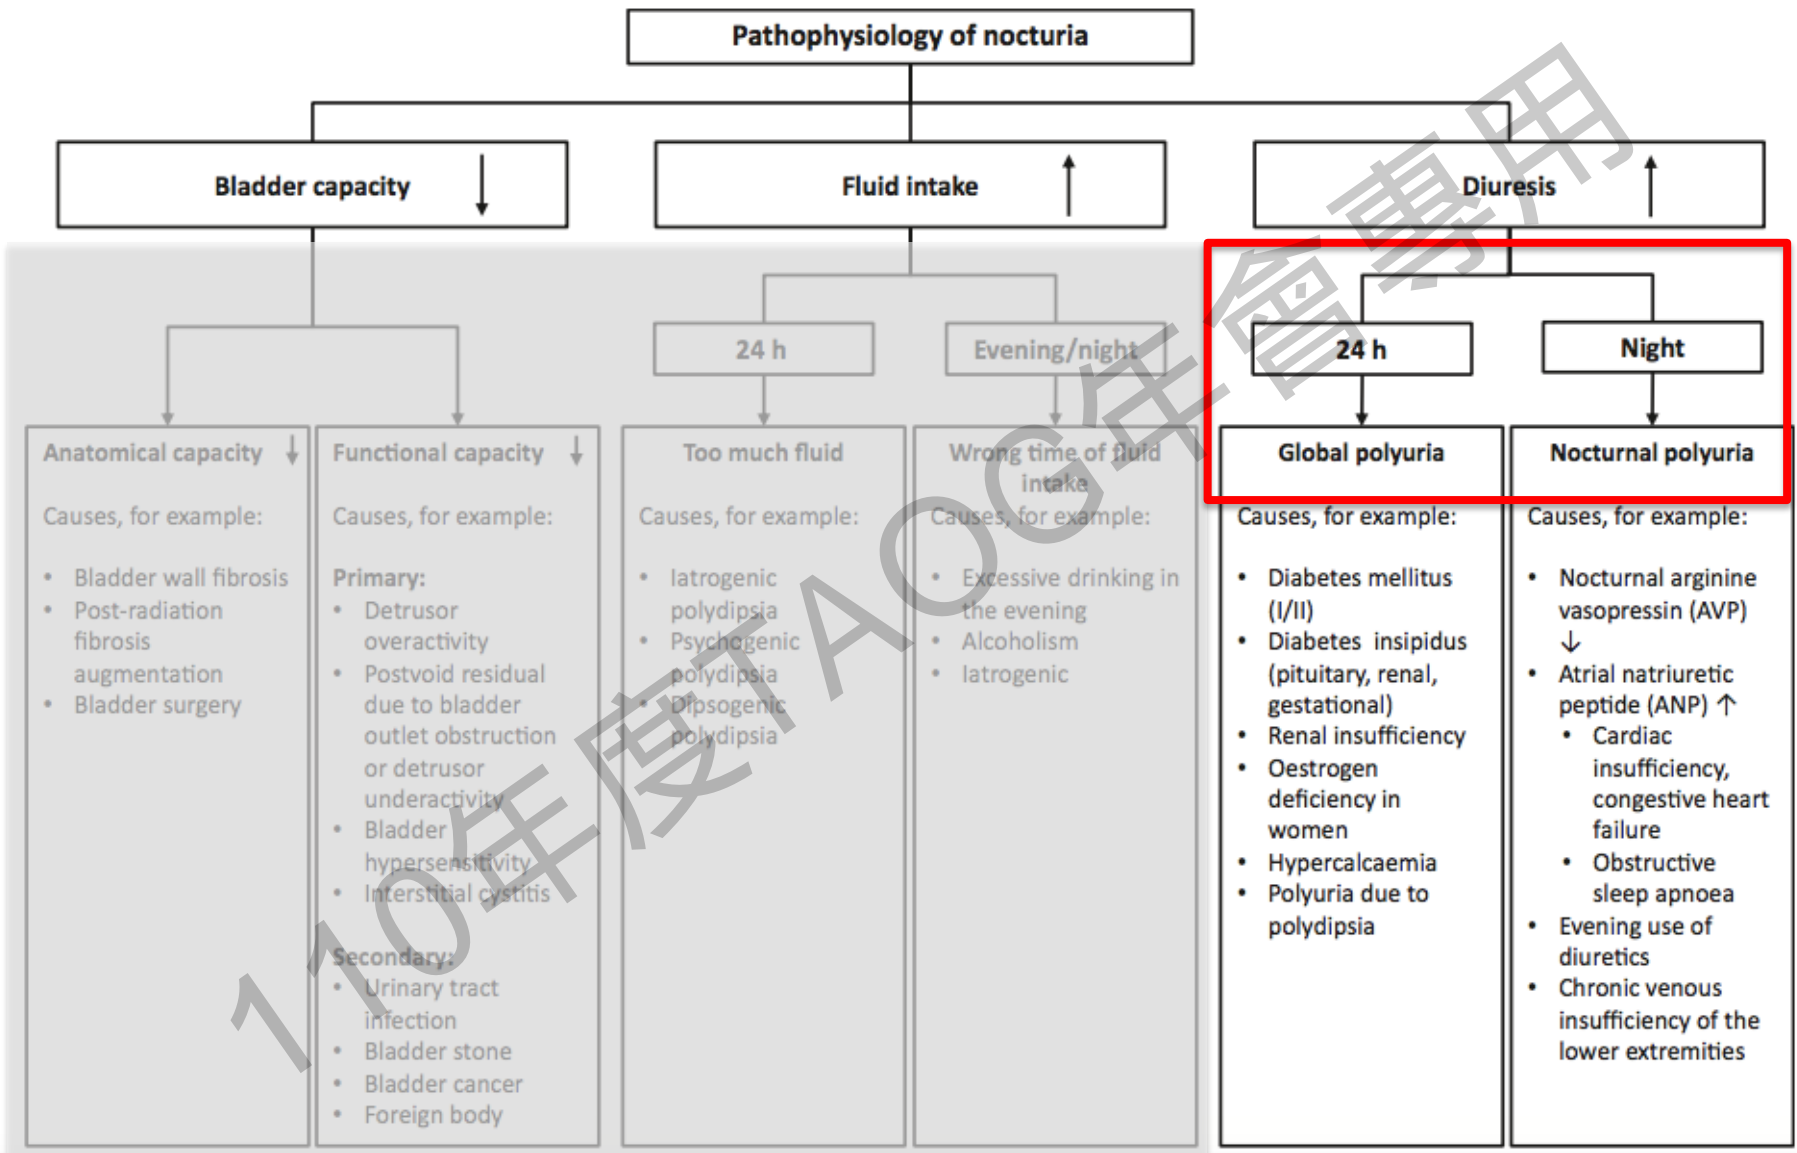 Pathophysiology of nocturia
Bladder capacity ↓
Fluid intake ↑
Diuresis ↑
Anatomical capacity ↓
Causes, for example:
• Bladder wall fibrosis
• Post-radiation
fibrosis
augmentation
• Bladder surgery
Functional capacity ↓
Causes, for example:
Primary:
• Detrusor
overactivity
• Postvoid residual
due to bladder
outlet obstruction
or detrusor
underactivity
• Bladder
hypersensitivity
• Interstitial cystitis
Secondary:
• Urinary tract
infection
• Bladder stone
• Bladder cancer
• Foreign body
24 h
Too much fluid
Causes, for example:
• Iatrogenic
polydipsia
• Psychogenic
polydipsia
• Dipsogenic
polydipsia
Evening/night
Wrong time of fluid
intake
Causes, for example:
• Excessive drinking in
the evening
• Alcoholism
• Iatrogenic
24 h
Global polyuria
Causes, for example:
• Diabetes mellitus
(I/II)
• Diabetes insipidus
(pituitary, renal,
gestational)
• Renal insufficiency
• Oestrogen
deficiency in
women
• Hypercalcaemia
• Polyuria due to
polydipsia
Night
Nocturnal polyuria
Causes, for example:
• Nocturnal arginine
vasopressin (AVP)
↓
• Atrial natriuretic
peptide (ANP) ↑
• Cardiac
insufficiency,
congestive heart
failure
• Obstructive
sleep apnoea
• Evening use of
diuretics
• Chronic venous
insufficiency of the
lower extremities
110年度TAOG年會專用